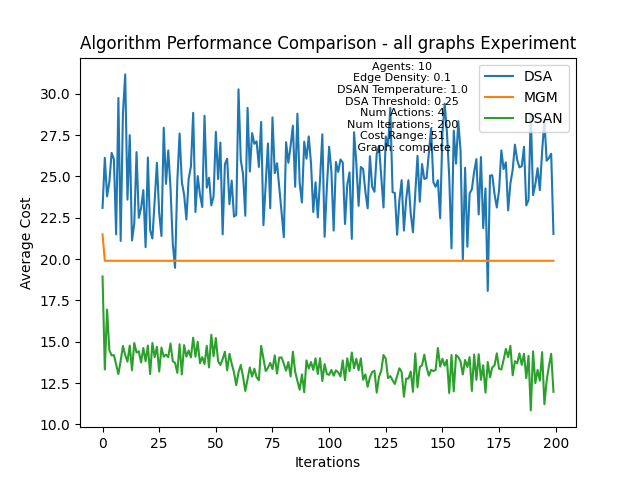 Algorithm Performance Comparison - all graphs Experiment
Agents: 10
Edge Density: 0.1
DSAN Temperature: 1.0
DSA Threshold: 0.25
Num Actions: 4
Num Iterations: 200
Cost Range: 51
Graph: complete
DSA
MGM
DSAN
Average Cost
30.0
27.5
25.0
22.5
20.0
17.5
15.0
12.5
10.0
0
25
50
75
100
125
150
175
200
Iterations